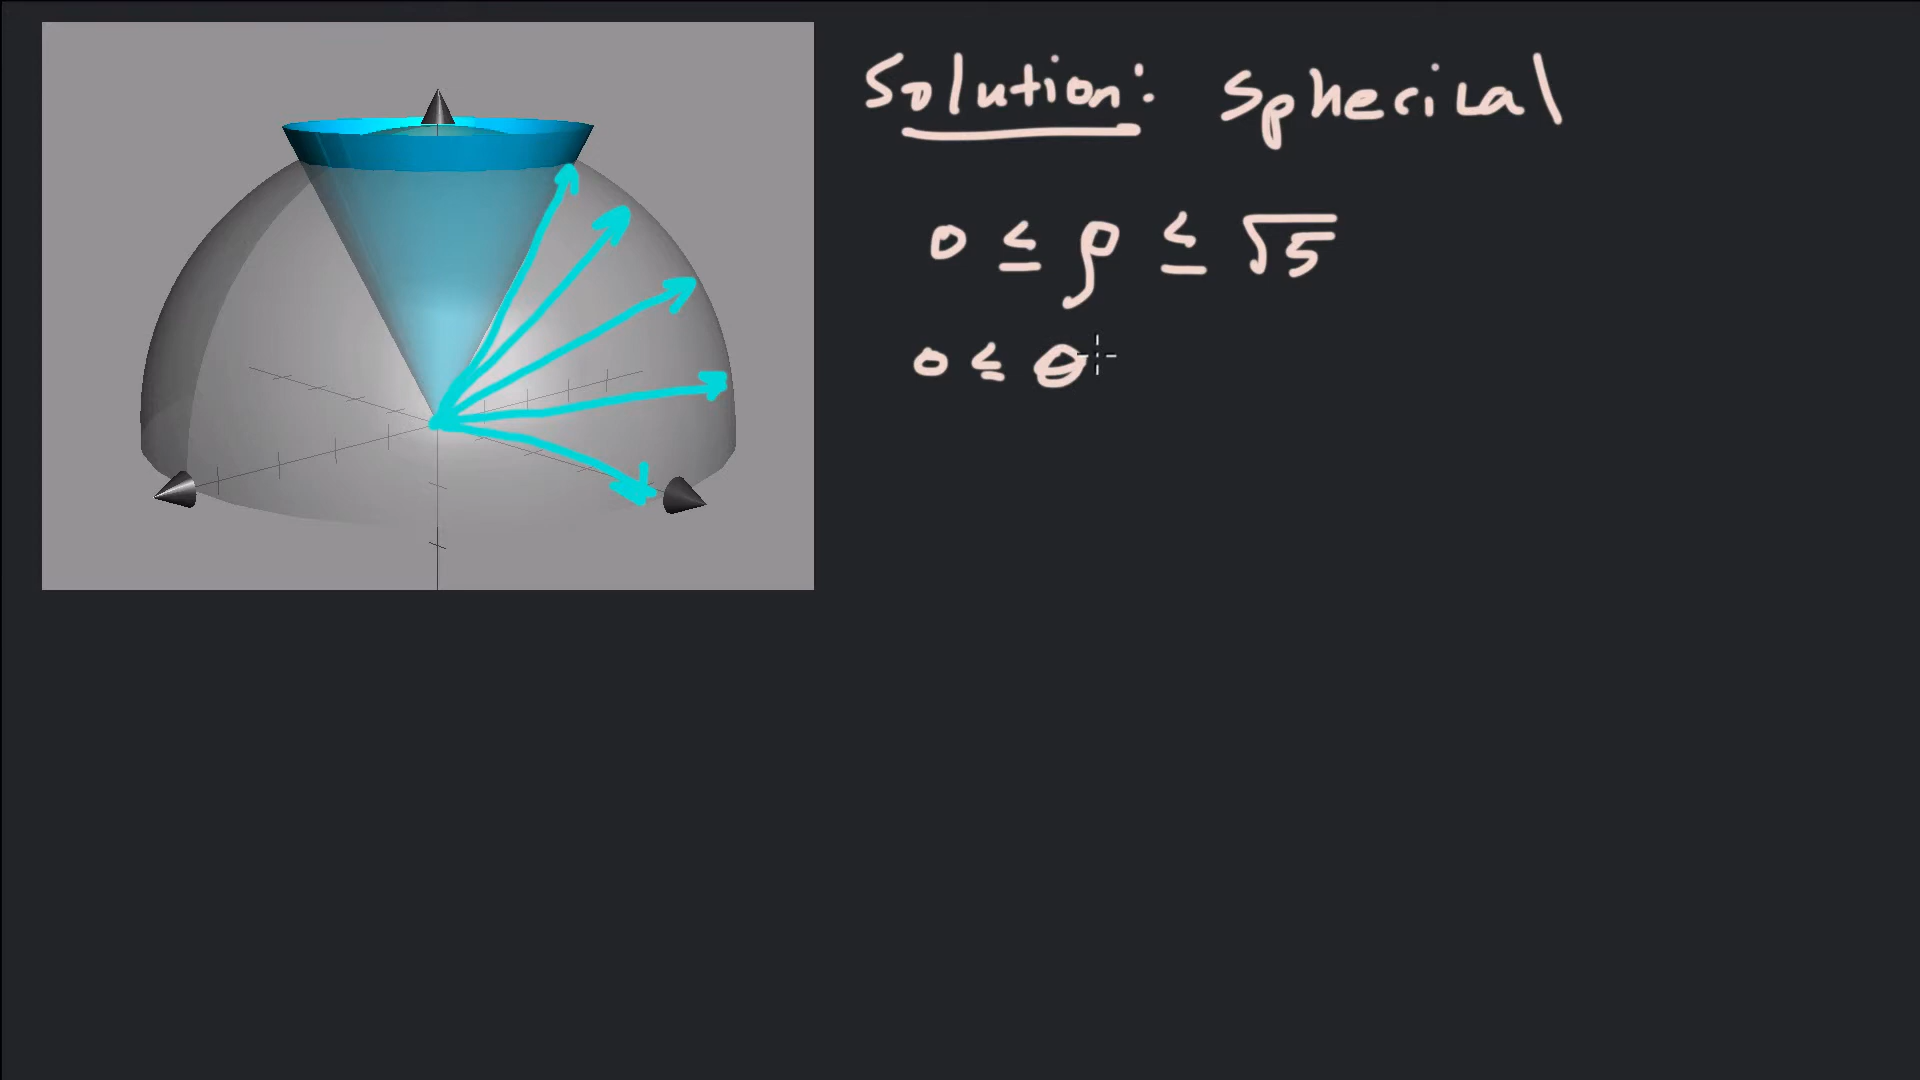 Solution: Spherical
0 ≤ ρ ≤ √5
0 ≤ θ